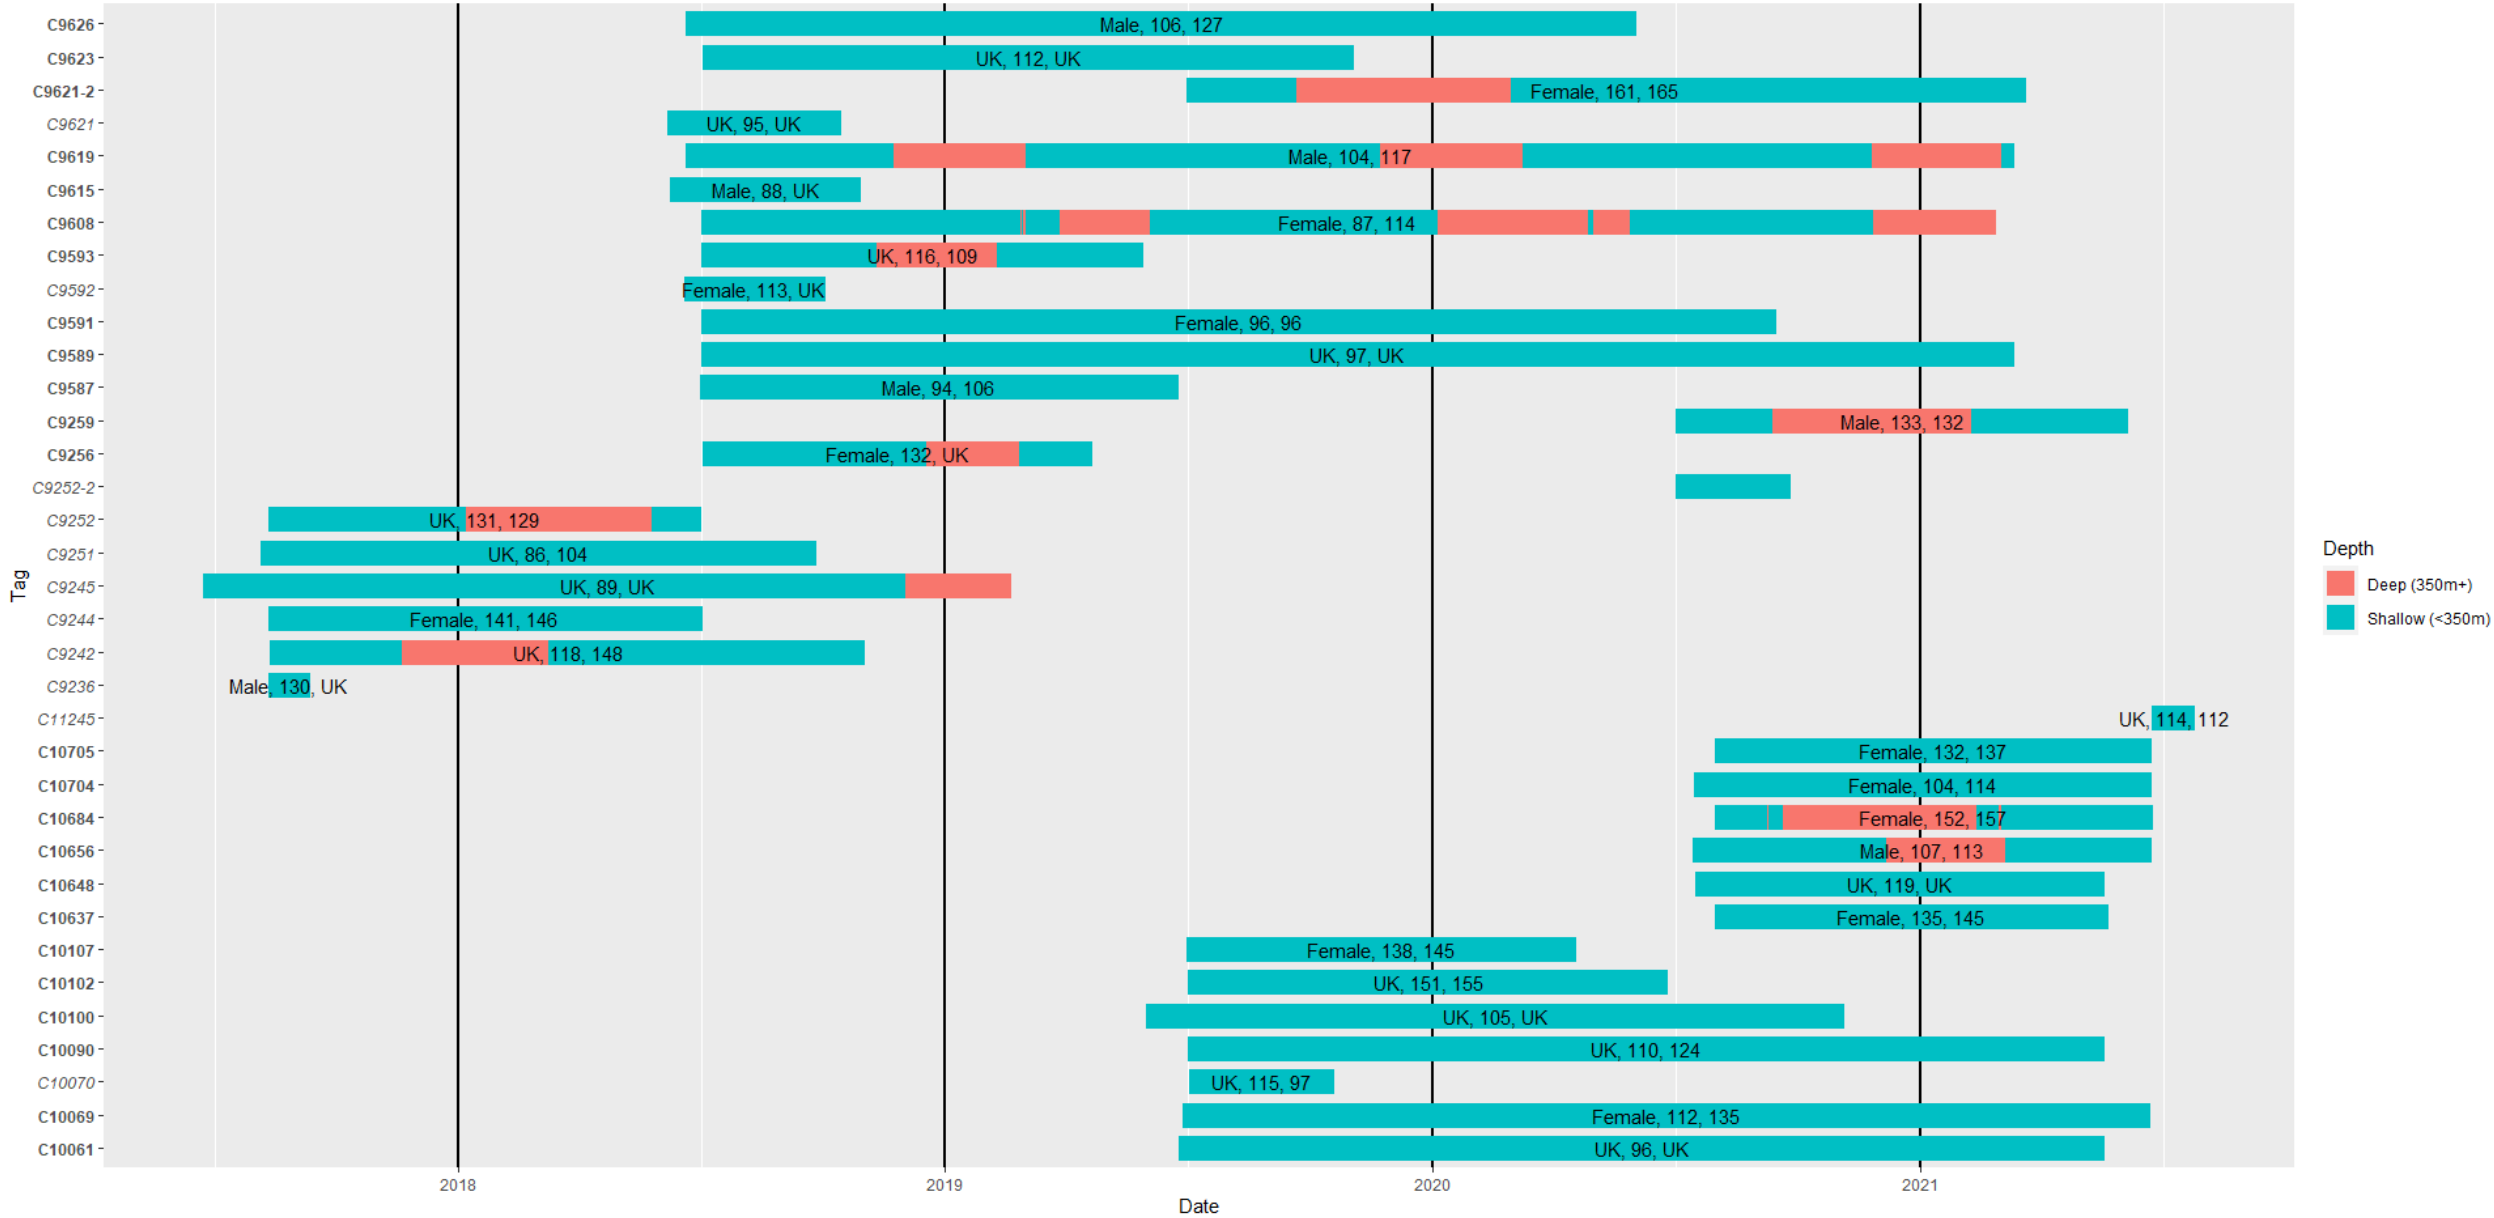 C9626 Male, 106, 127
C9623 UK, 112, UK
C9621-2 Female, 161, 165
C9621 UK, 95, UK
C9619 Male, 104, 117
C9615 Male, 88, UK
C9608 Female, 87, 114
C9593 UK, 116, 109
C9592 Female, 113, UK
C9591 Female, 96, 96
C9589 UK, 97, UK
C9587 Male, 94, 106
C9259 Male, 133, 132
C9256 Female, 132, UK
C9252-2
C9252 UK, 131, 129
C9251 UK, 86, 104
C9245 UK, 89, UK
C9244 Female, 141, 146
C9242 UK, 118, 148
C9236 Male, 130, UK
C11245 UK, 114, 112
C10705 Female, 132, 137
C10704 Female, 104, 114
C10684 Female, 152, 157
C10656 Male, 107, 113
C10648 UK, 119, UK
C10637 Female, 135, 145
C10107 Female, 138, 145
C10102 UK, 151, 155
C10100 UK, 105, UK
C10090 UK, 110, 124
C10070 UK, 115, 97
C10069 Female, 112, 135
C10061 UK, 96, UK
Tag
2018 2019 2020 2021
Date
Depth
Deep (350m+)
Shallow (<350m)